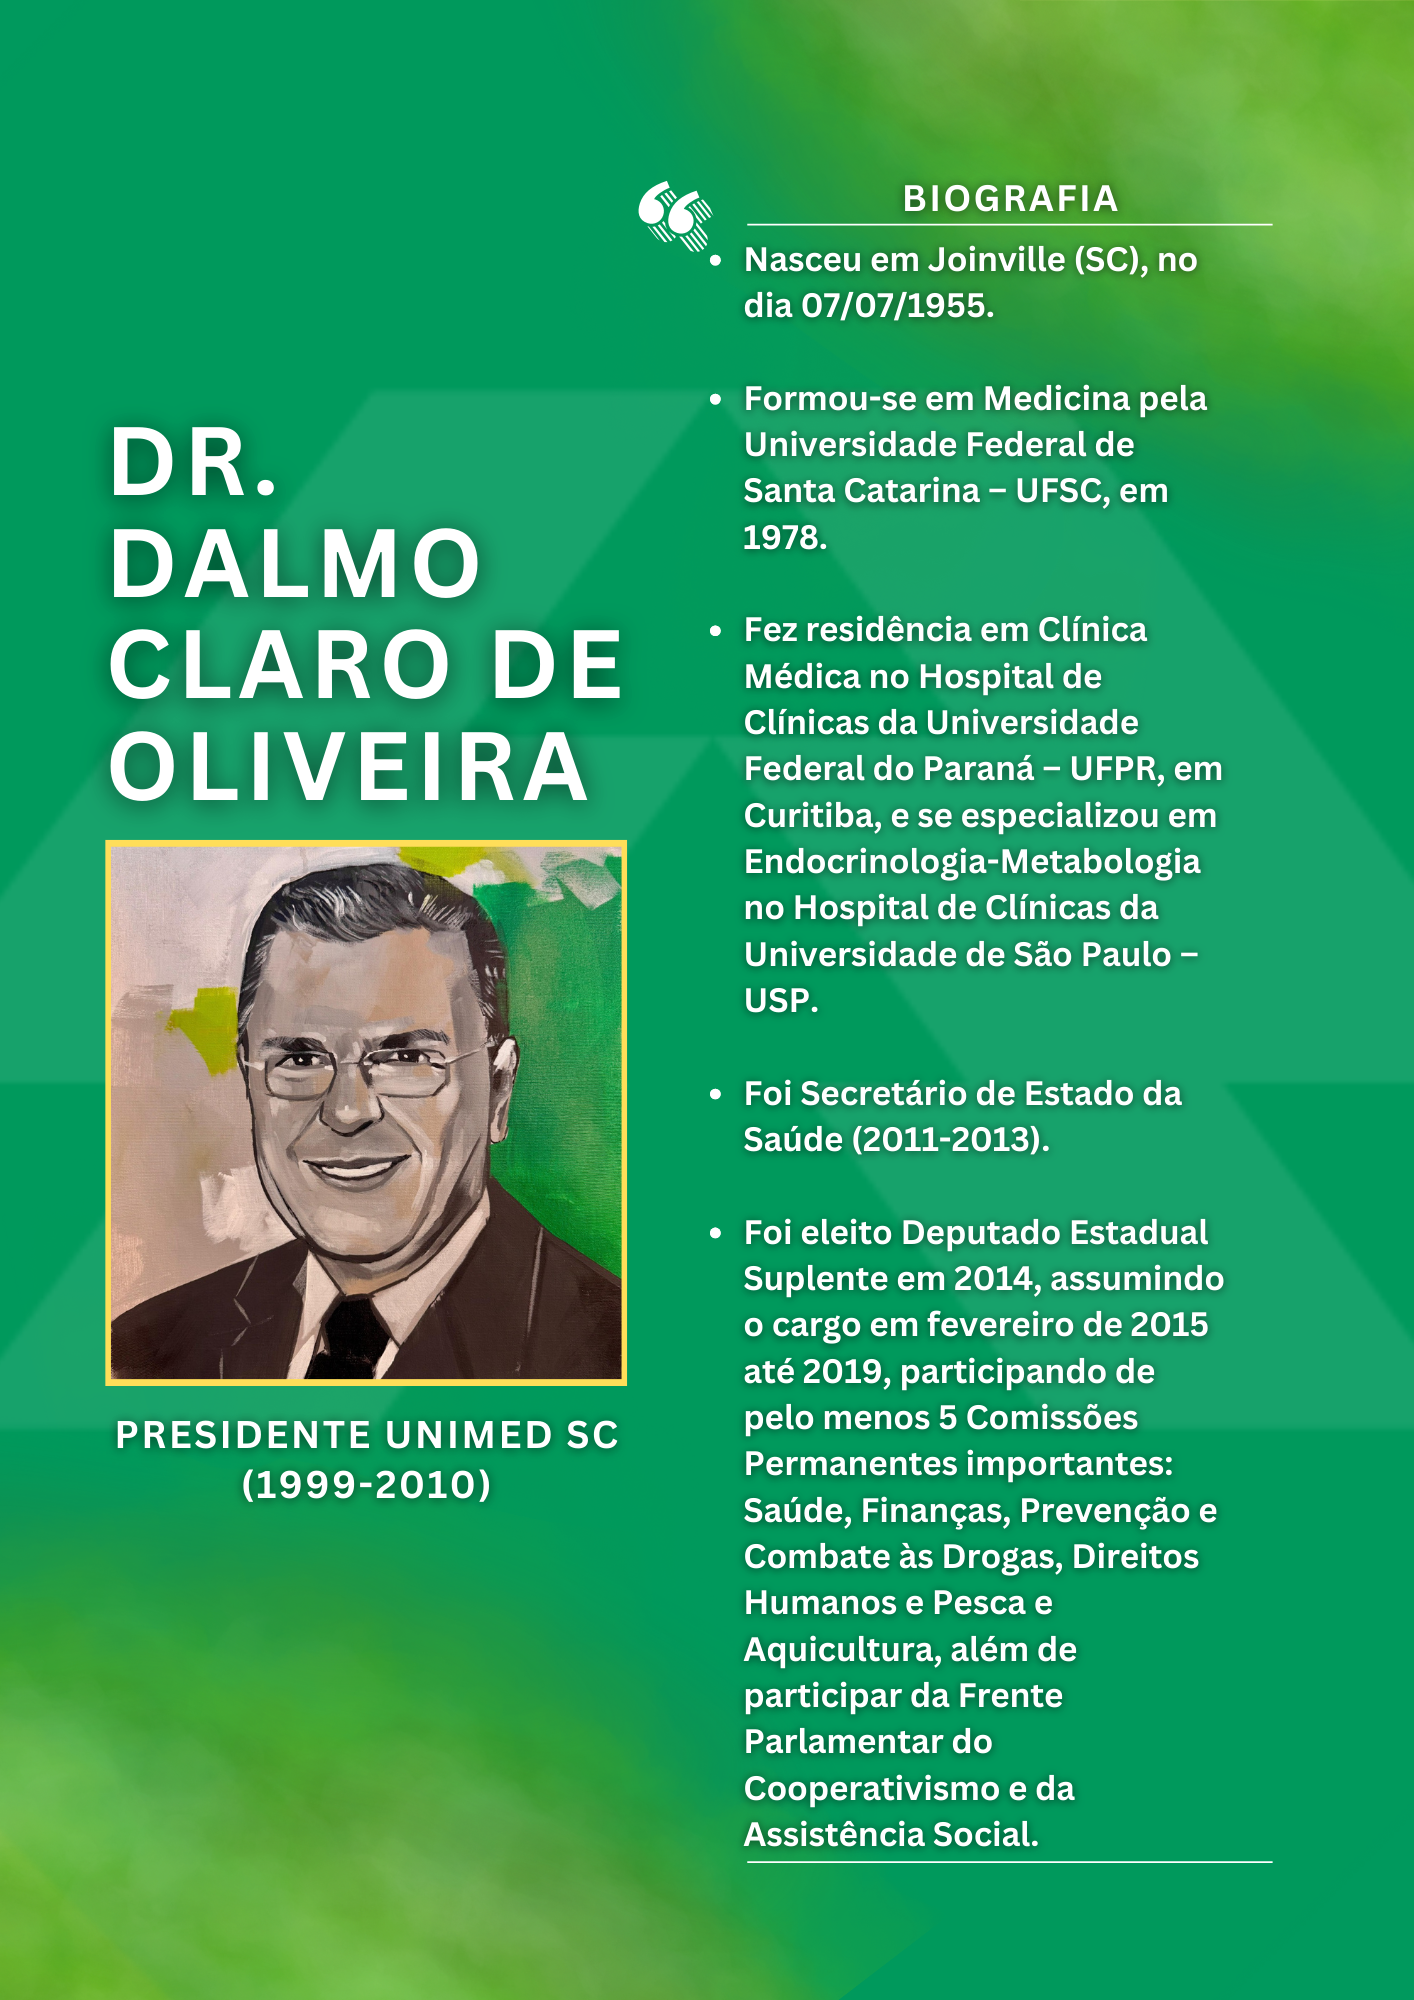 DR.
DALMO
CLARO DE
OLIVEIRA
PRESIDENTE UNIMED SC
(1999-2010)
BIOGRAFIA
• Nasceu em Joinville (SC), no
dia 07/07/1955.
• Formou-se em Medicina pela
Universidade Federal de
Santa Catarina – UFSC, em
1978.
• Fez residência em Clínica
Médica no Hospital de
Clínicas da Universidade
Federal do Paraná – UFPR, em
Curitiba, e se especializou em
Endocrinologia-Metabologia
no Hospital de Clínicas da
Universidade de São Paulo –
USP.
• Foi Secretário de Estado da
Saúde (2011-2013).
• Foi eleito Deputado Estadual
Suplente em 2014, assumindo
o cargo em fevereiro de 2015
até 2019, participando de
pelo menos 5 Comissões
Permanentes importantes:
Saúde, Finanças, Prevenção e
Combate às Drogas, Direitos
Humanos e Pesca e
Aquicultura, além de
participar da Frente
Parlamentar do
Cooperativismo e da
Assistência Social.